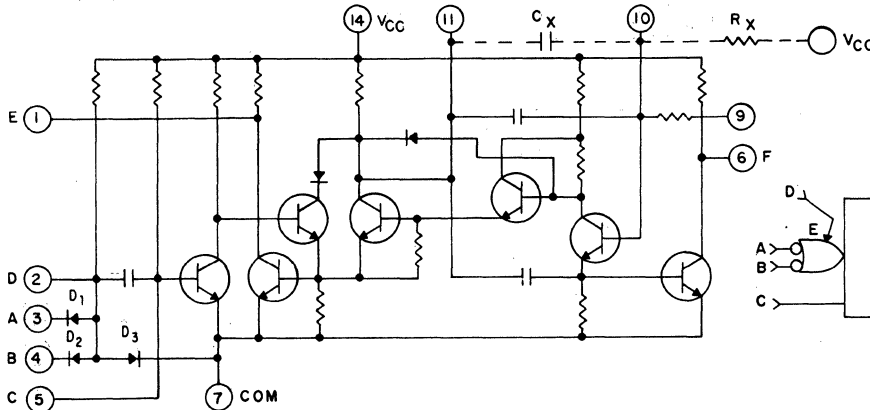 14 VCC 11 CX 10 RX VCC
E 1
9
6 F
D
E
A
B
C
D 2
D1
A 3
D2 D3
B 4
7 COM
C 5